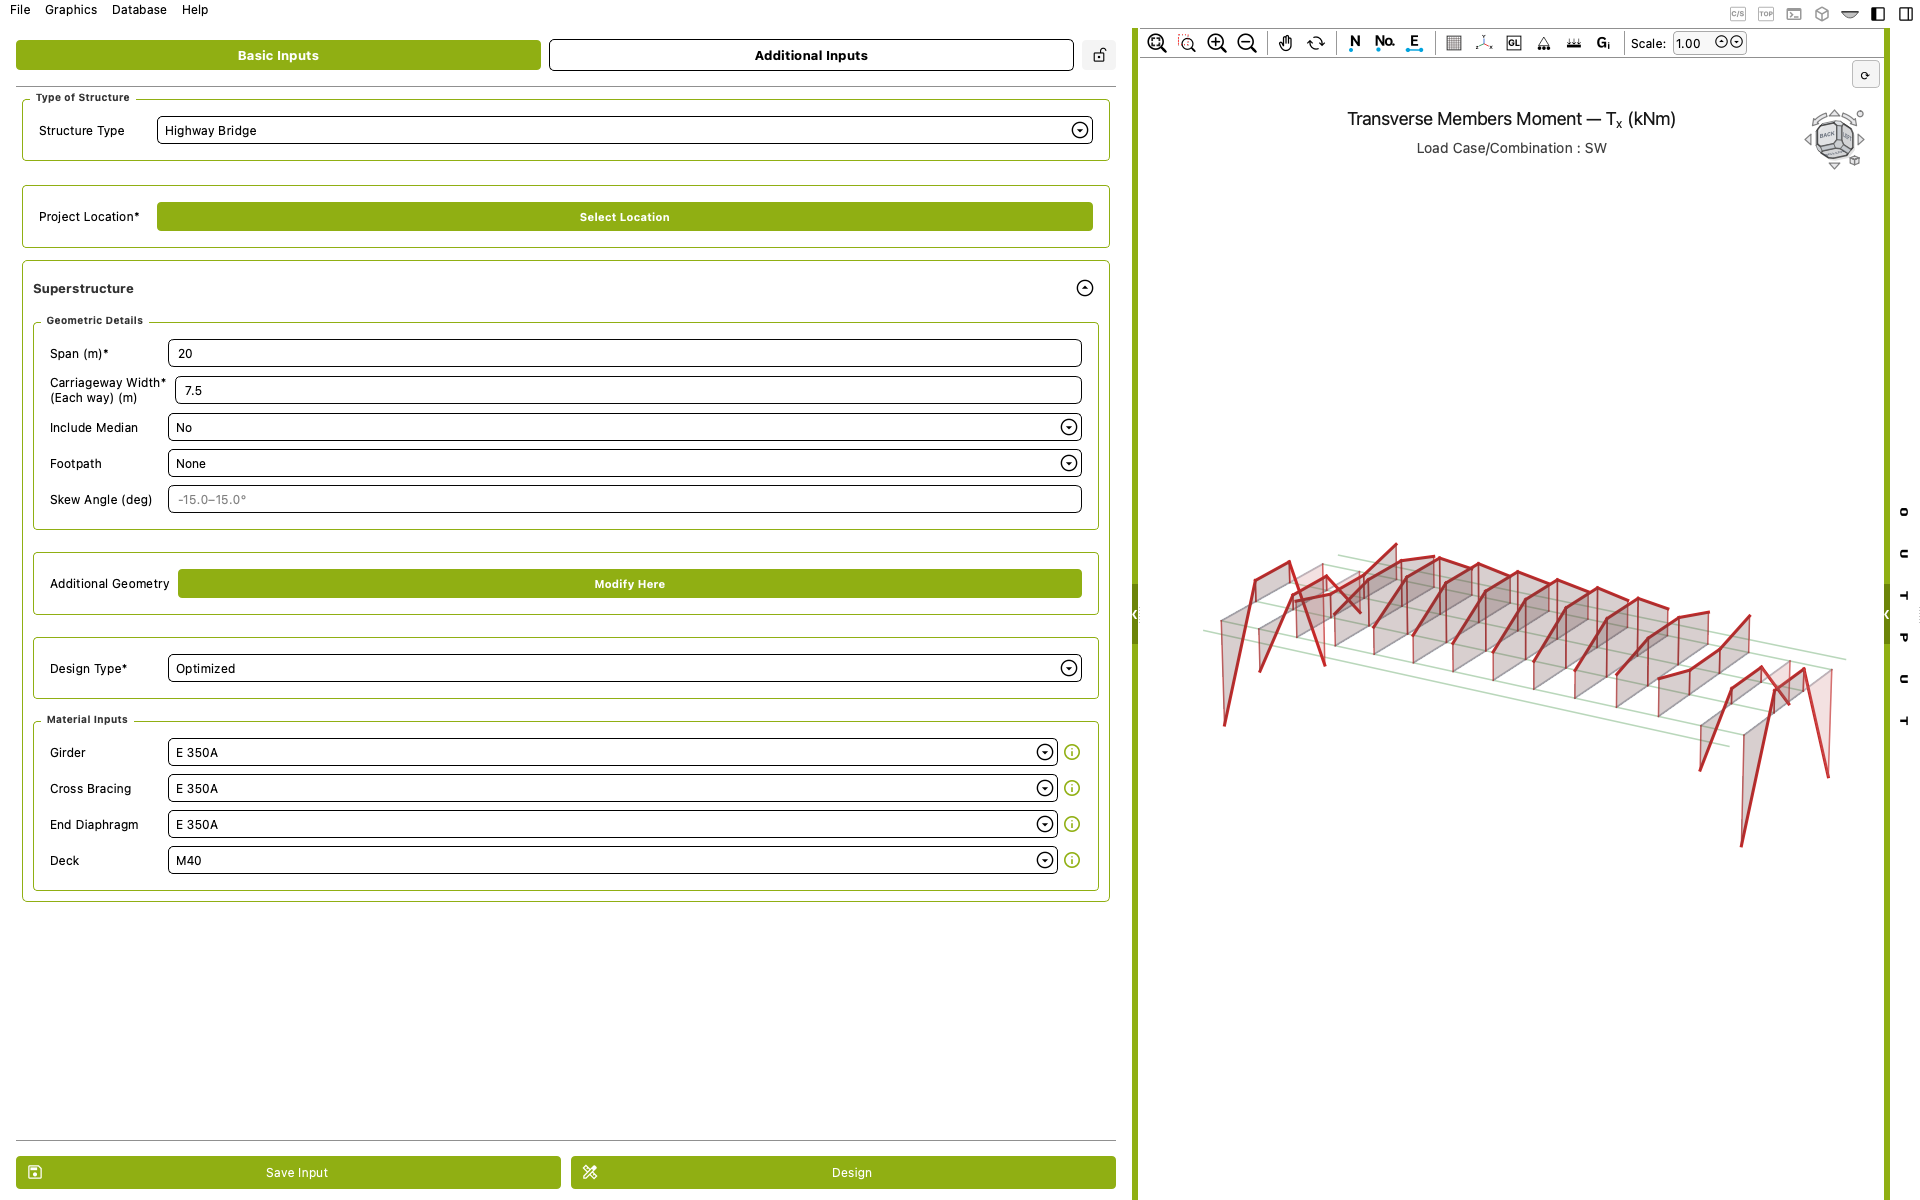 File Graphics Database Help
C/S TOP
Basic Inputs Additional Inputs
N No. E GL Gi Scale: 1.00
Type of Structure
Structure Type Highway Bridge
Project Location* Select Location
Superstructure
Geometric Details
Span (m)* 20
Carriageway Width*
(Each way) (m) 7.5
Include Median No
Footpath None
Skew Angle (deg) -15.0–15.0°
Additional Geometry Modify Here
Design Type* Optimized
Material Inputs
Girder E 350A
Cross Bracing E 350A
End Diaphragm E 350A
Deck M40
Save Input Design
Transverse Members Moment — Tx (kNm)
Load Case/Combination : SW
BACK
OUTPUT